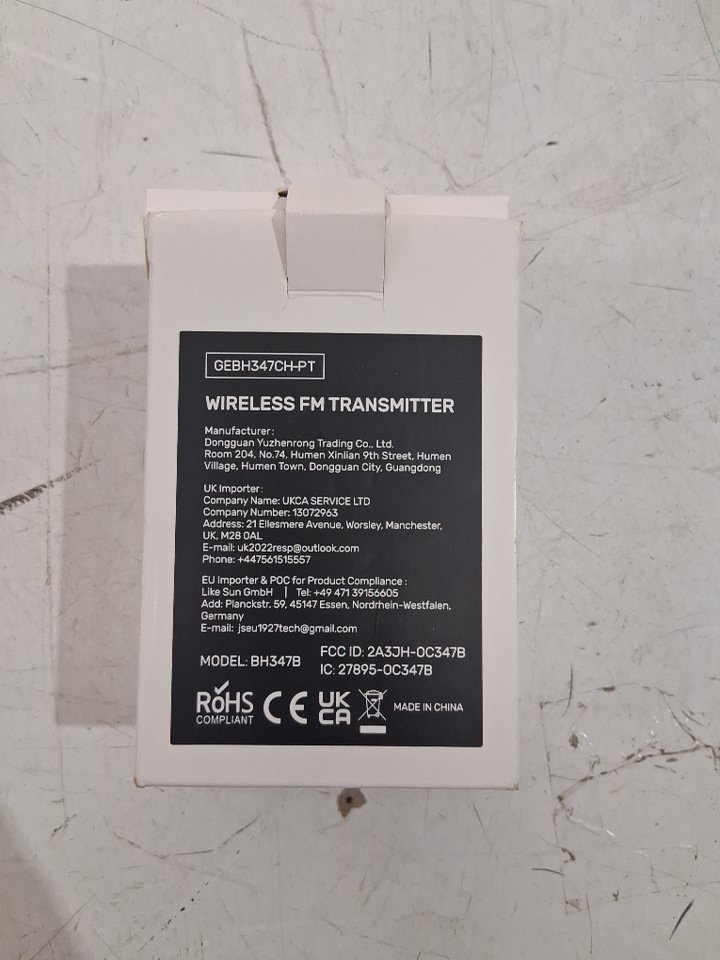 GEBH347CH-PT
WIRELESS FM TRANSMITTER
Manufacturer:
Dongguan Yuzhenrong Trading Co., Ltd.
Room 204, No.74, Humen Xinlian 9th Street, Humen
Village, Humen Town, Dongguan City, Guangdong
UK Importer:
Company Name: UKCA SERVICE LTD
Company Number: 13072963
Address: 21 Ellesmere Avenue, Worsley, Manchester,
UK, M28 0AL
E-mail: uk2022resp@outlook.com
Phone: +447561515557
EU Importer & POC for Product Compliance :
Like Sun GmbH | Tel: +49 471 39156605
Add: Planckstr. 59, 45147 Essen, Nordrhein-Westfalen,
Germany
E-mail: jseu1927tech@gmail.com
MODEL: BH347B
FCC ID: 2A3JH-OC347B
IC: 27895-OC347B
RoHS
COMPLIANT
CE
UK
CA
MADE IN CHINA